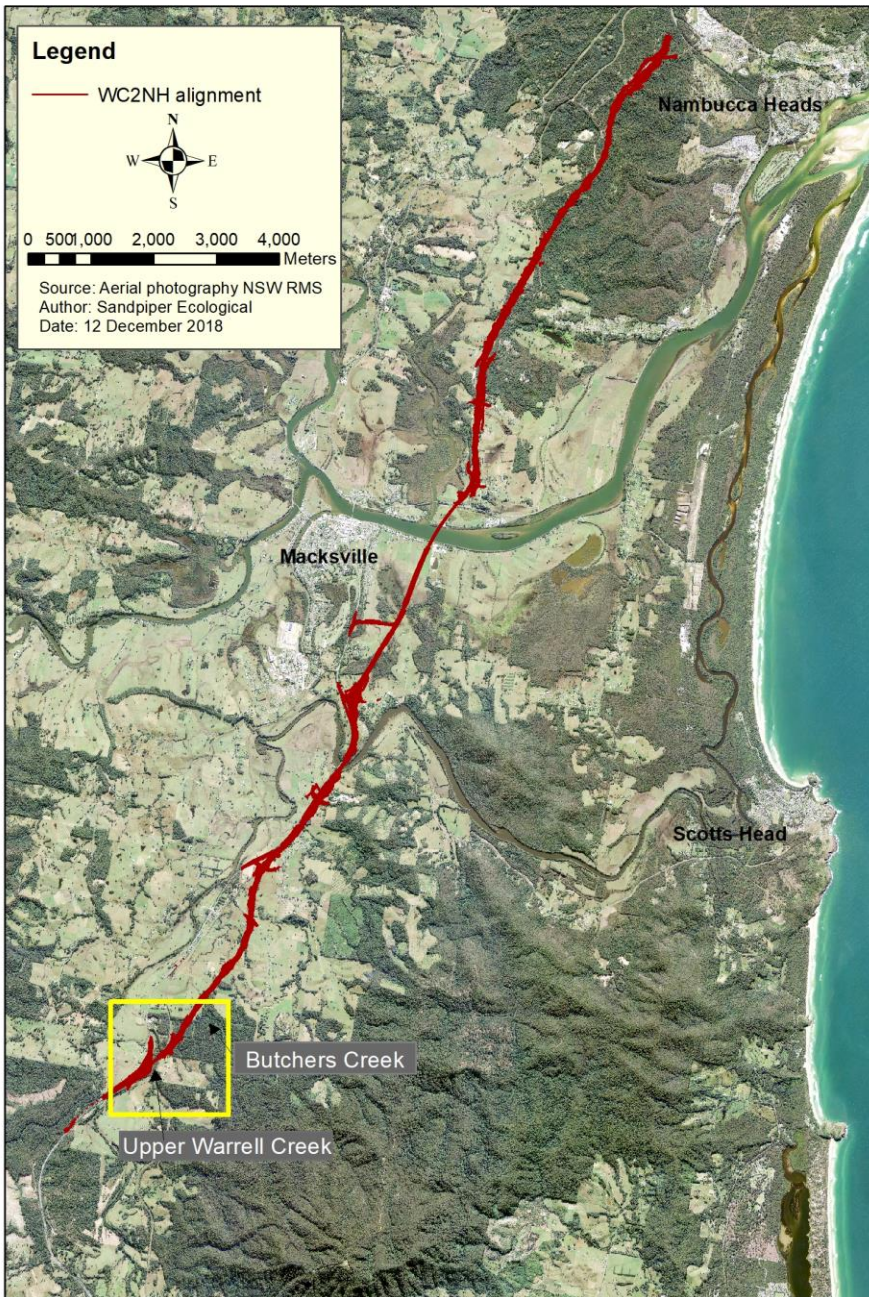 Legend
WC2NH alignment
N
W E
S
0 500 1,000 2,000 3,000 4,000
Meters
Source: Aerial photography NSW RMS
Author: Sandpiper Ecological
Date: 12 December 2018
Nambucca Heads
Macksville
Scotts Head
Butchers Creek
Upper Warrell Creek